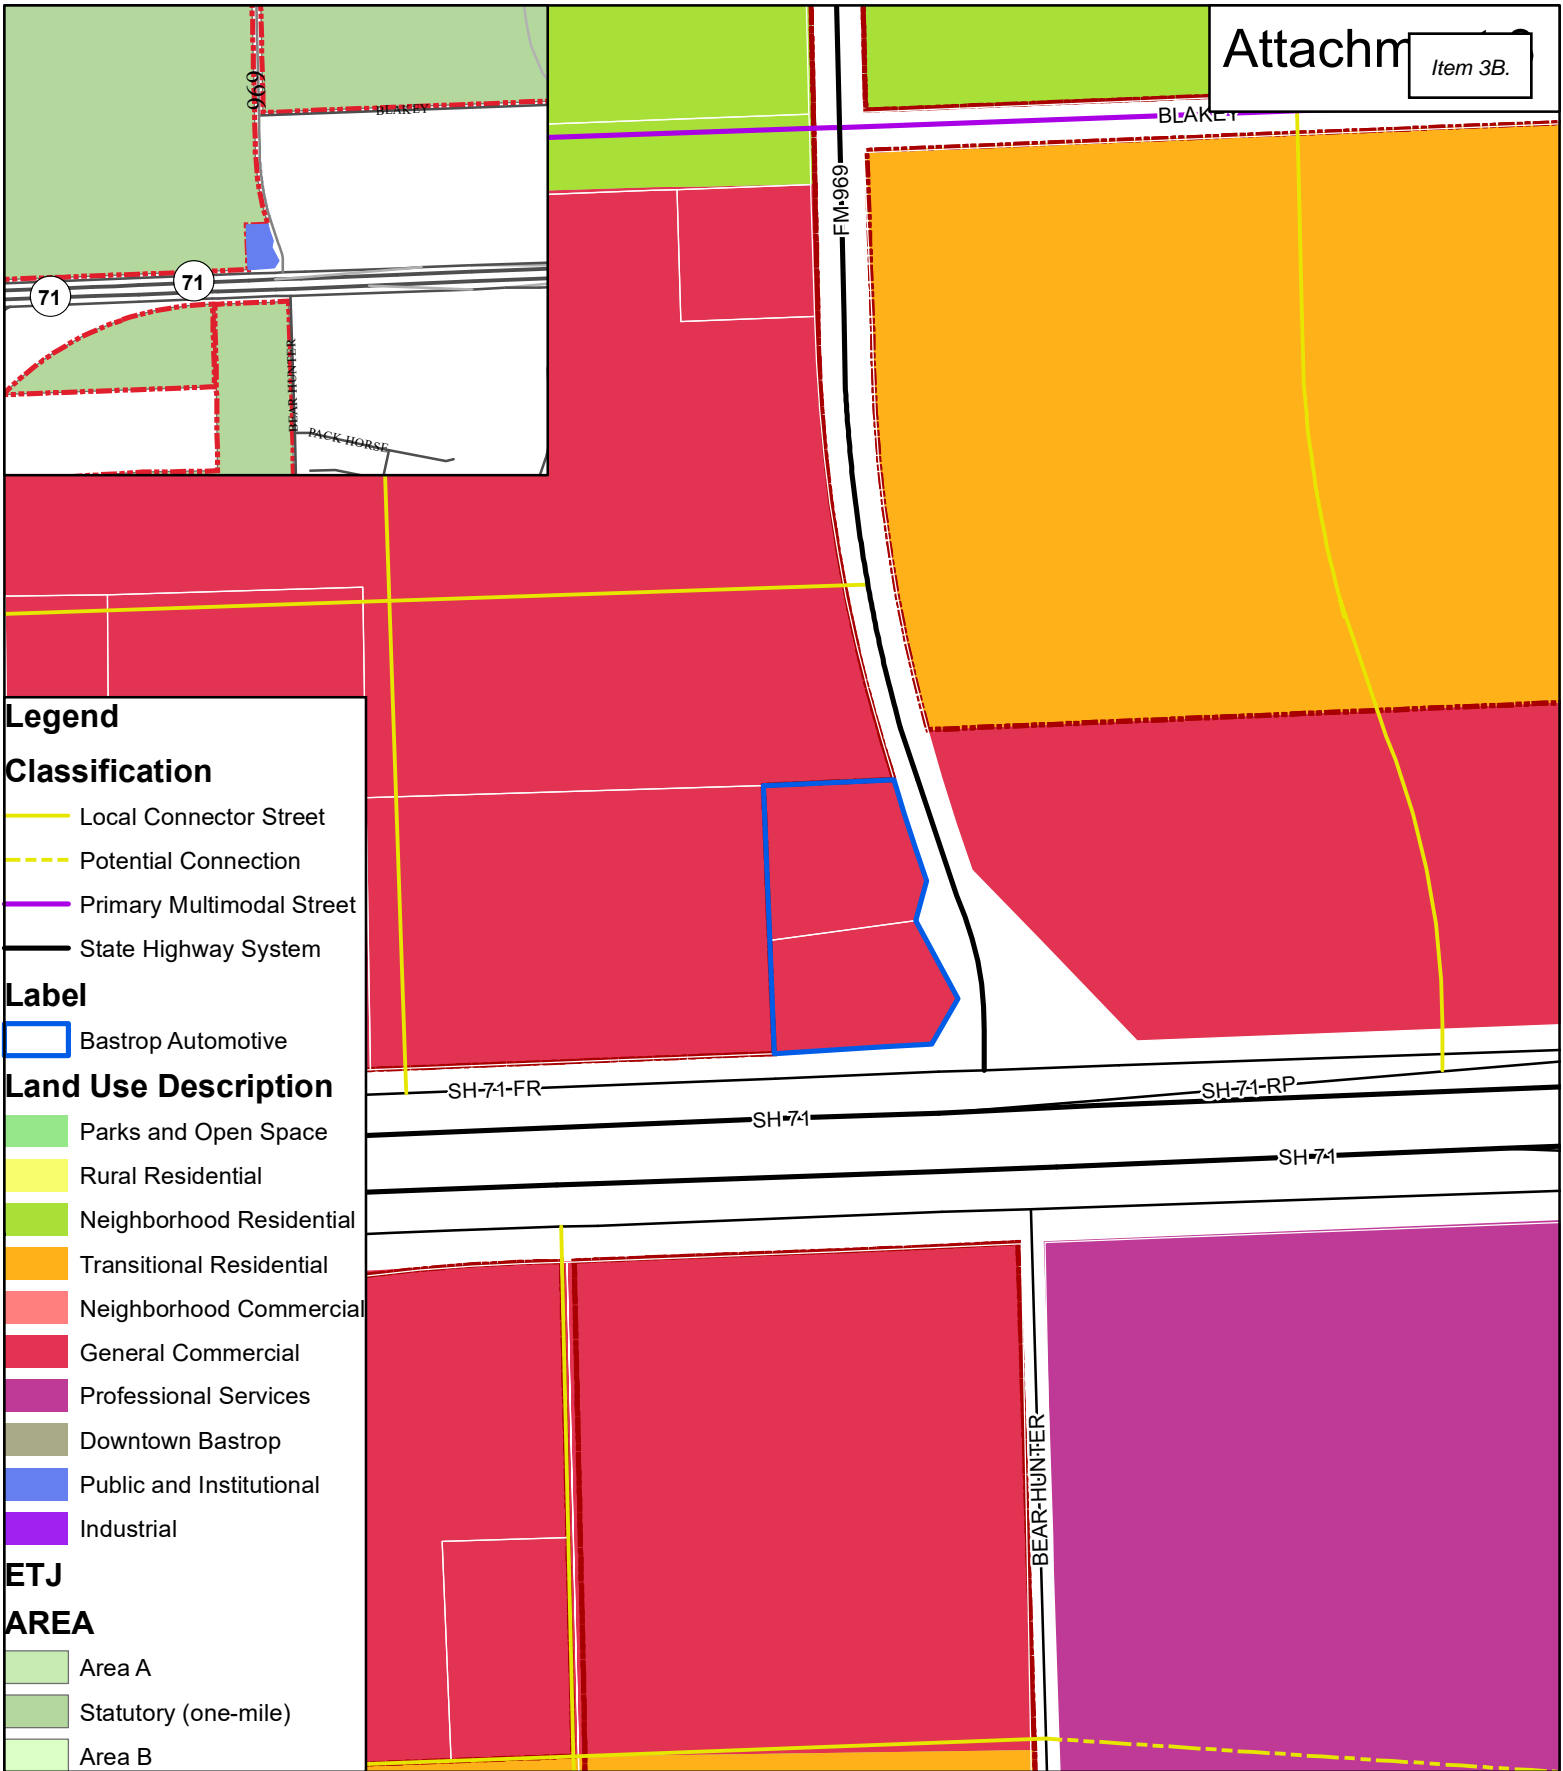 Attachm
Item 3B.
969
BLAKEY
71
71
BEAR HUNTER
PACK HORSE
BLAKEY
FM 969
Legend
Classification
Local Connector Street
Potential Connection
Primary Multimodal Street
State Highway System
Label
Bastrop Automotive
Land Use Description
Parks and Open Space
Rural Residential
Neighborhood Residential
Transitional Residential
Neighborhood Commercial
General Commercial
Professional Services
Downtown Bastrop
Public and Institutional
Industrial
ETJ
AREA
Area A
Statutory (one-mile)
Area B
SH 71 FR
SH 71
SH 71 RP
SH 71
BEAR HUNTER